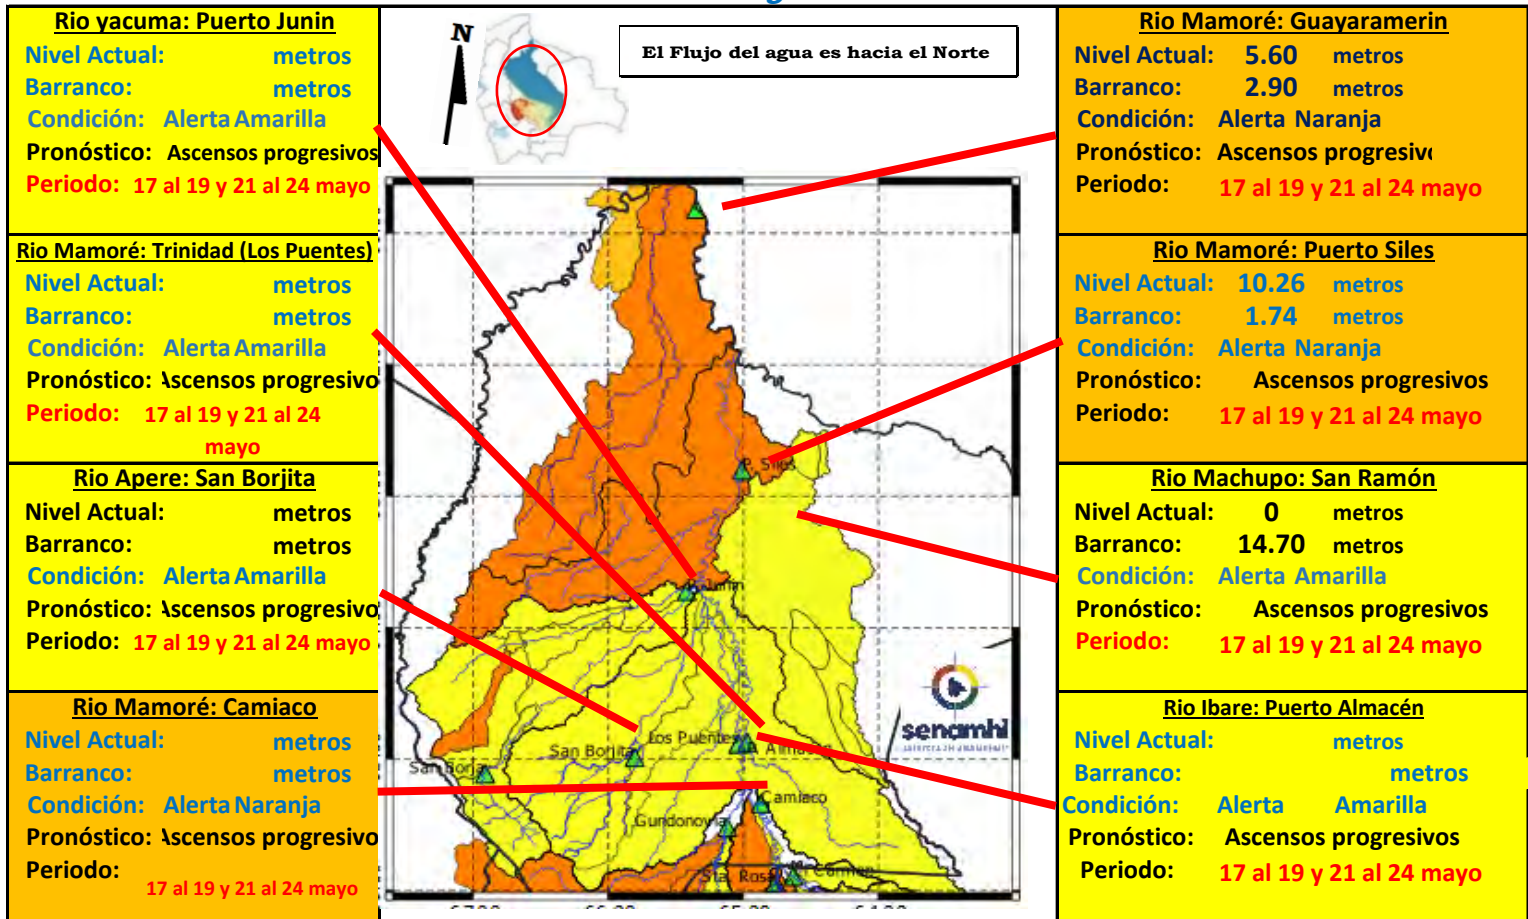 Rio yacuma: Puerto Junin
Nivel Actual: metros
Barranco: metros
Condición: Alerta Amarilla
Pronóstico: Ascensos progresivos
Periodo: 17 al 19 y 21 al 24 mayo
Rio Mamoré: Trinidad (Los Puentes)
Nivel Actual: metros
Barranco: metros
Condición: Alerta Amarilla
Pronóstico: Ascensos progresivo
Periodo: 17 al 19 y 21 al 24
mayo
Rio Apere: San Borjita
Nivel Actual: metros
Barranco: metros
Condición: Alerta Amarilla
Pronóstico: Ascensos progresivo
Periodo: 17 al 19 y 21 al 24 mayo
Rio Mamoré: Camiaco
Nivel Actual: metros
Barranco: metros
Condición: Alerta Naranja
Pronóstico: Ascensos progresivo
Periodo:
17 al 19 y 21 al 24 mayo
N
El Flujo del agua es hacia el Norte
P. Siles
P. Junin
Los Puentes
P. Almacén
San Borjita
San Borja
Camiaco
Gundonovia
Sta. Rosa
Carmen
senamhi
Rio Mamoré: Guayaramerin
Nivel Actual: 5.60 metros
Barranco: 2.90 metros
Condición: Alerta Naranja
Pronóstico: Ascensos progresiv
Periodo: 17 al 19 y 21 al 24 mayo
Rio Mamoré: Puerto Siles
Nivel Actual: 10.26 metros
Barranco: 1.74 metros
Condición: Alerta Naranja
Pronóstico: Ascensos progresivos
Periodo: 17 al 19 y 21 al 24 mayo
Rio Machupo: San Ramón
Nivel Actual: 0 metros
Barranco: 14.70 metros
Condición: Alerta Amarilla
Pronóstico: Ascensos progresivos
Periodo: 17 al 19 y 21 al 24 mayo
Rio Ibare: Puerto Almacén
Nivel Actual: metros
Barranco: metros
Condición: Alerta Amarilla
Pronóstico: Ascensos progresivos
Periodo: 17 al 19 y 21 al 24 mayo